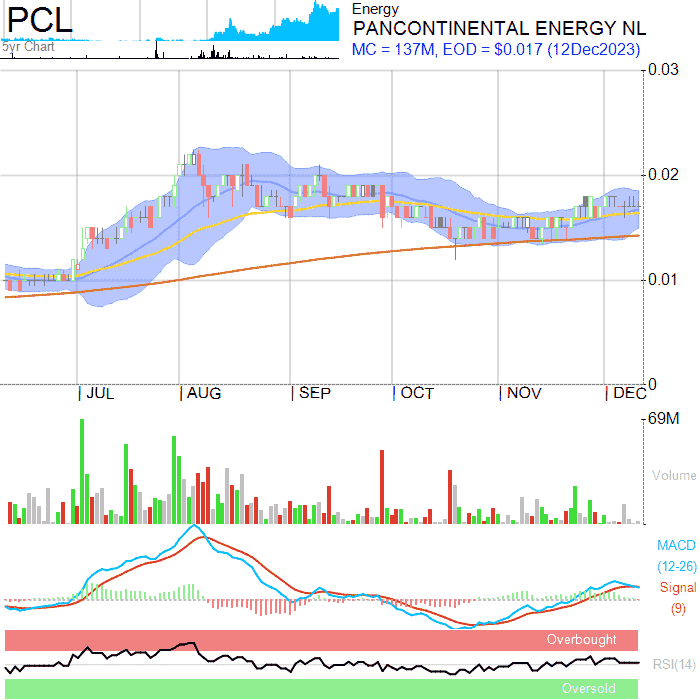 PCL
5yr Chart
Energy
PANCONTINENTAL ENERGY NL
MC = 137M, EOD = $0.017 (12Dec2023)
0.03
0.02
0.01
0
JUL
AUG
SEP
OCT
NOV
DEC
69M
Volume
MACD
(12-26)
Signal
(9)
Overbought
RSI(14)
Oversold